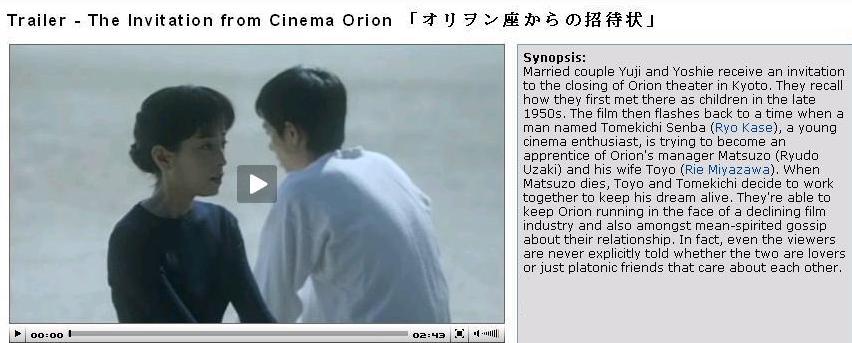 Trailer - The Invitation from Cinema Orion 「オリヲン座からの招待状」
Synopsis:
Married couple Yuji and Yoshie receive an invitation
to the closing of Orion theater in Kyoto. They recall
how they first met there as children in the late
1950s. The film then flashes back to a time when a
man named Tomekichi Senba (Ryo Kase), a young
cinema enthusiast, is trying to become an
apprentice of Orion's manager Matsuzo (Ryudo
Uzaki) and his wife Toyo (Rie Miyazawa). When
Matsuzo dies, Toyo and Tomekichi decide to work
together to keep his dream alive. They're able to
keep Orion running in the face of a declining film
industry and also amongst mean-spirited gossip
about their relationship. In fact, even the viewers
are never explicitly told whether the two are lovers
or just platonic friends that care about each other.
00:00 02:43